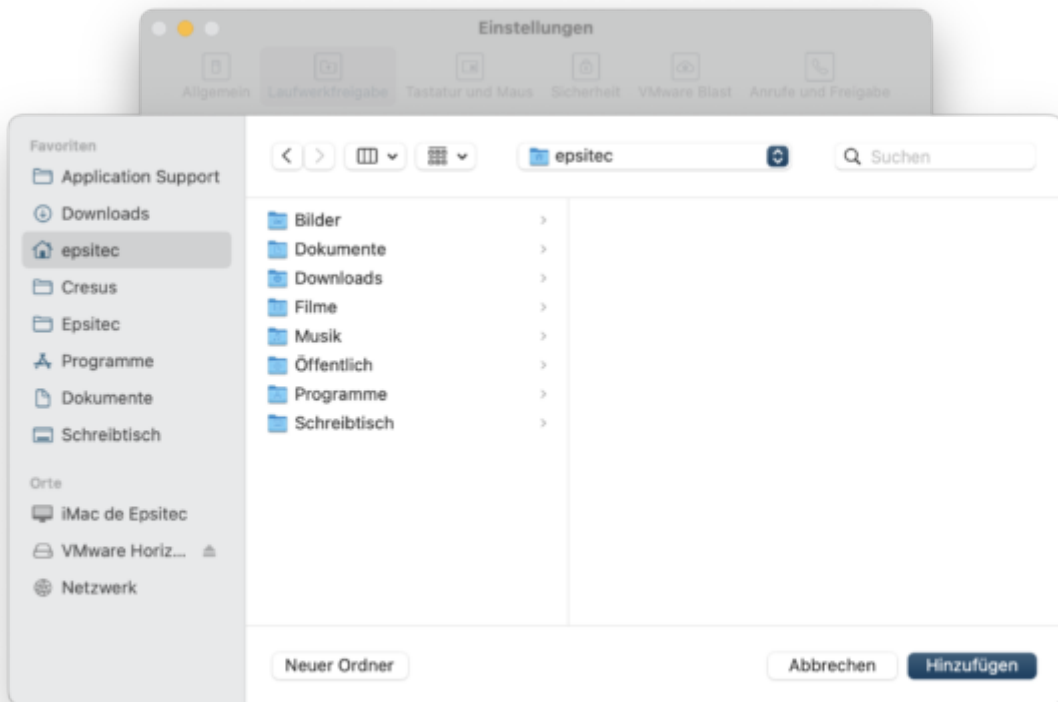 Einstellungen
Allgemein Laufwerkfreigabe Tastatur und Maus Sicherheit VMware Blast Anrufe und Freigabe
Favoriten
Application Support
Downloads
epsitec
Cresus
Epsitec
Programme
Dokumente
Schreibtisch
Orte
iMac de Epsitec
VMware Horiz...
Netzwerk
epsitec
Suchen
Bilder
Dokumente
Downloads
Filme
Musik
Öffentlich
Programme
Schreibtisch
Neuer Ordner
Abbrechen
Hinzufügen